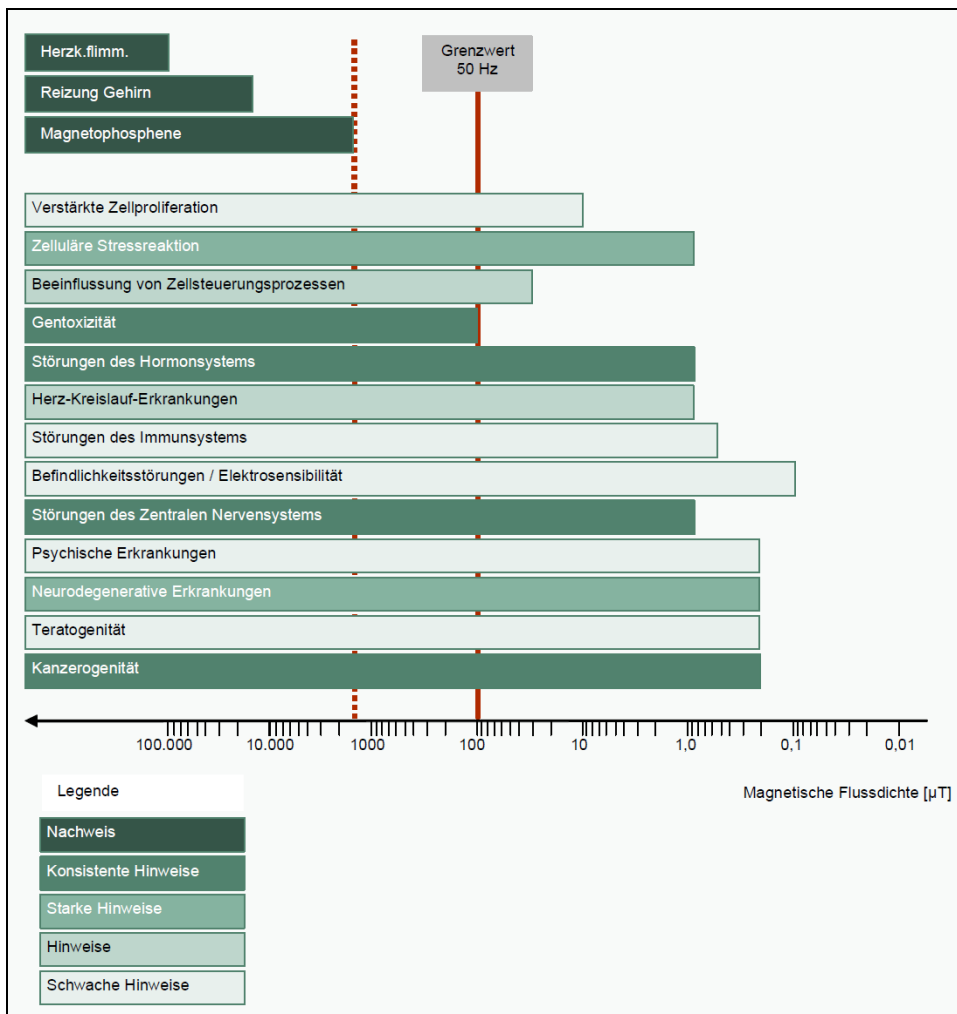 Herzk.flimm.
Reizung Gehirn
Magnetophosphene
Grenzwert
50 Hz
Verstärkte Zellproliferation
Zelluläre Stressreaktion
Beeinflussung von Zellsteuerungsprozessen
Gentoxizität
Störungen des Hormonsystems
Herz-Kreislauf-Erkrankungen
Störungen des Immunsystems
Befindlichkeitsstörungen / Elektrosensibilität
Störungen des Zentralen Nervensystems
Psychische Erkrankungen
Neurodegenerative Erkrankungen
Teratogenität
Kanzerogenität
100.000 10.000 1000 100 10 1,0 0,1 0,01
Magnetische Flussdichte [µT]
Legende
Nachweis
Konsistente Hinweise
Starke Hinweise
Hinweise
Schwache Hinweise